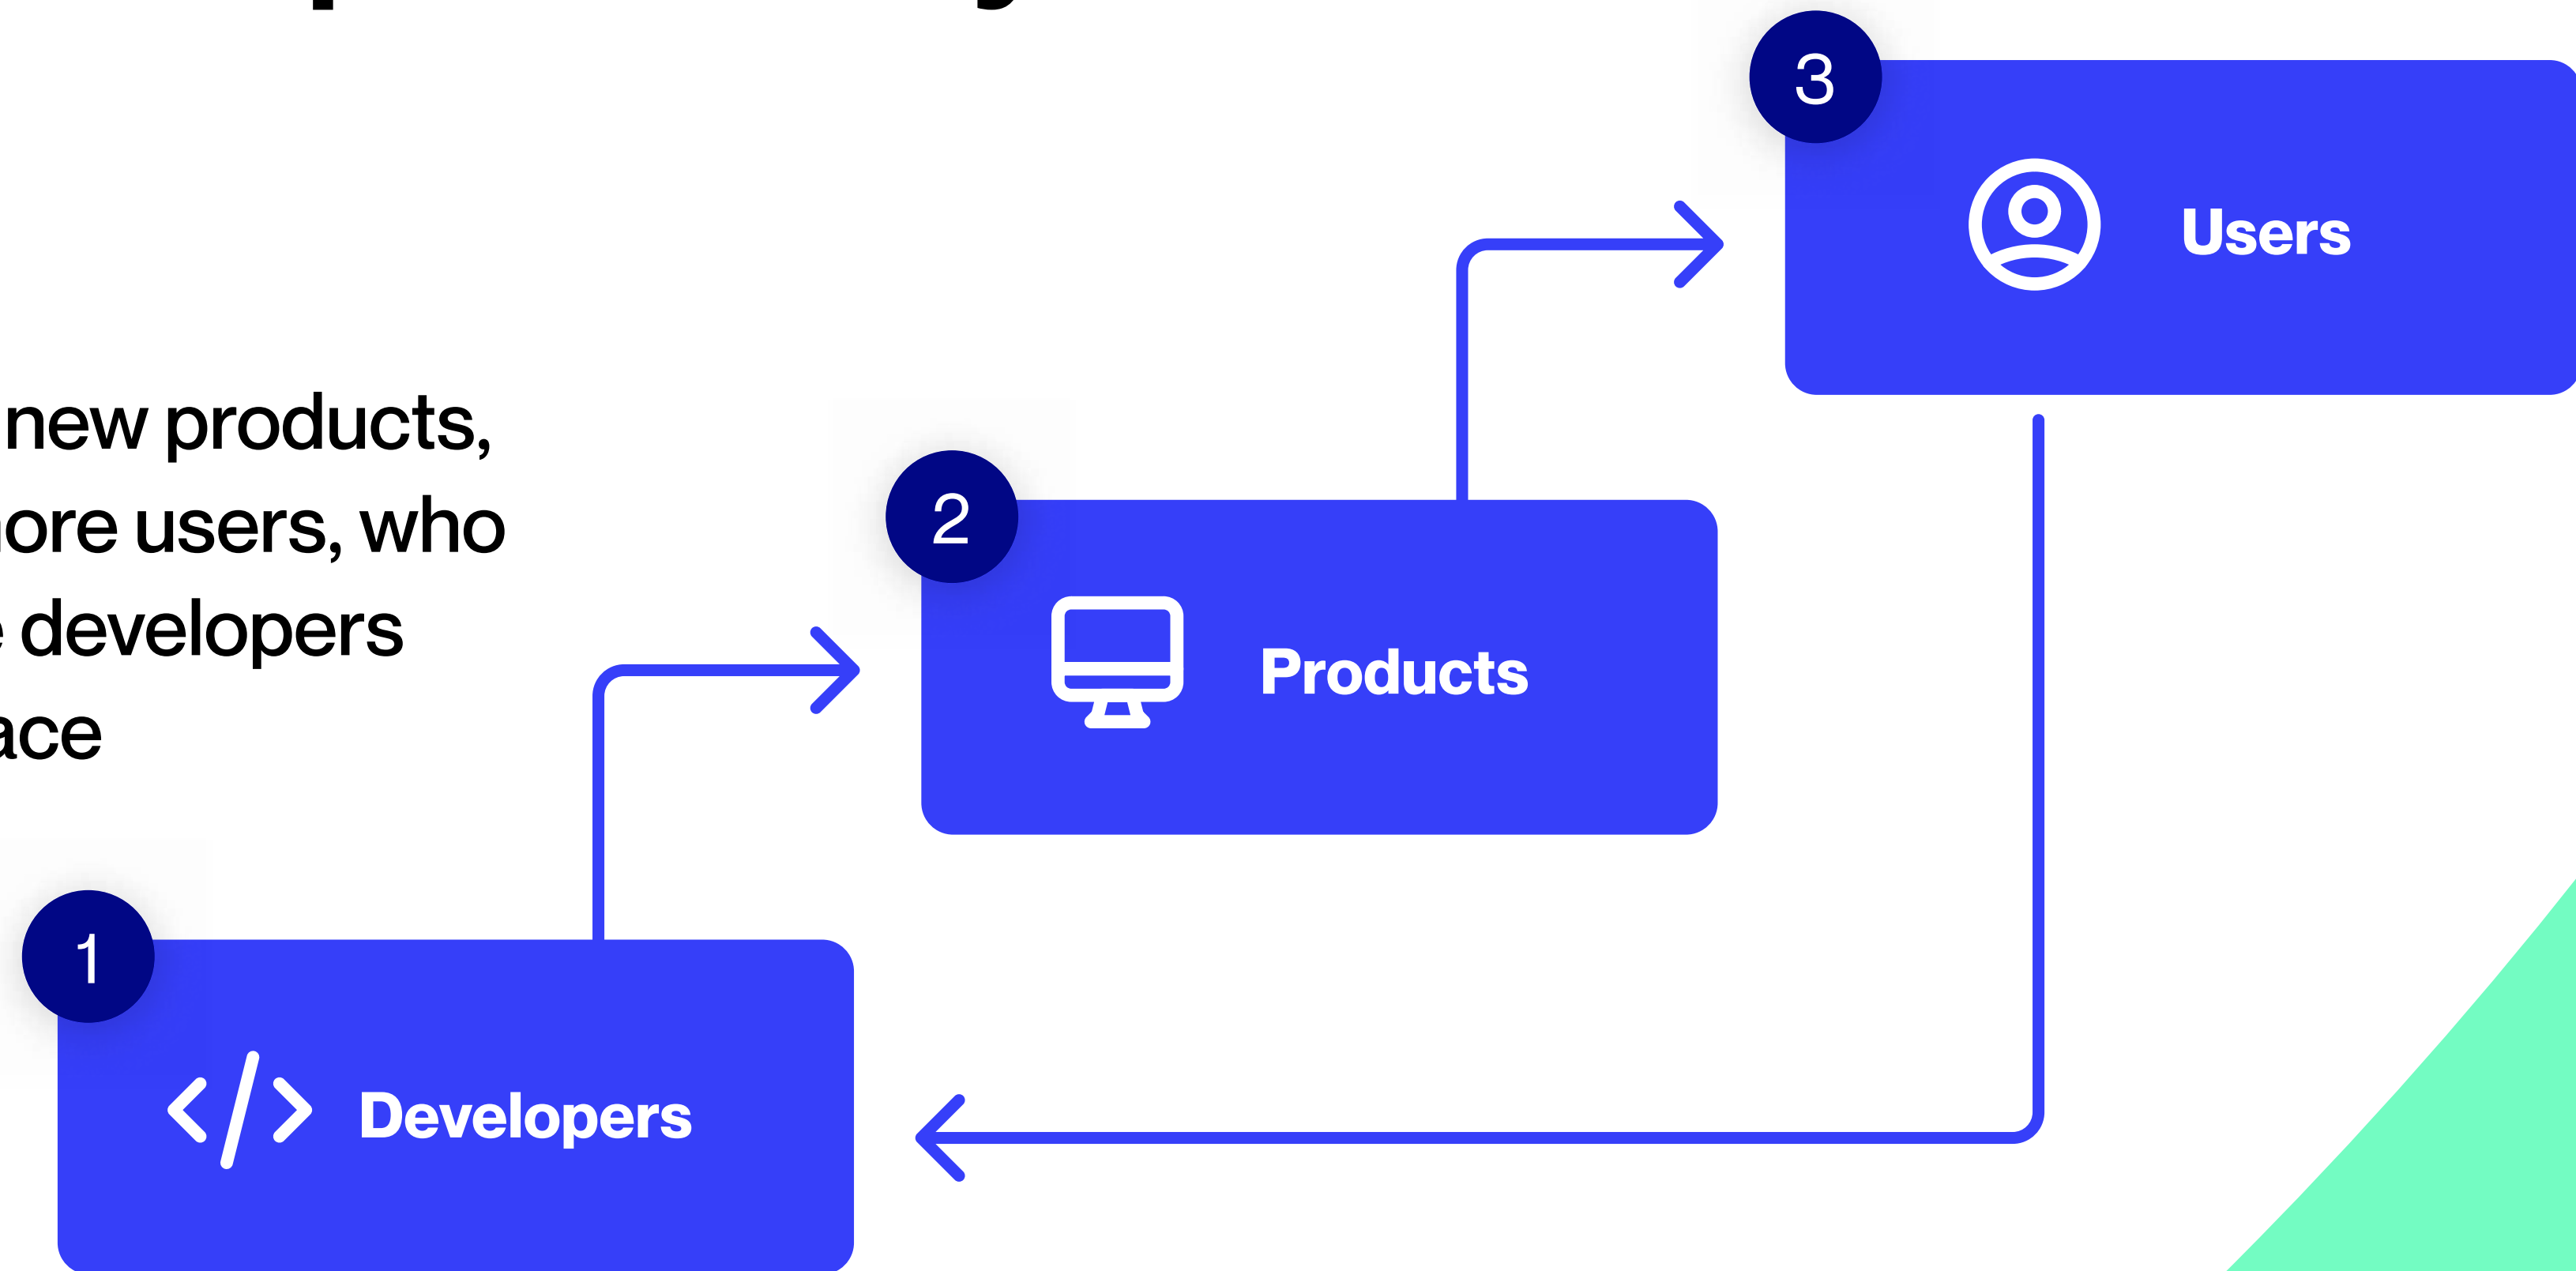 new products,
ore users, who
developers
ace
3
Users
2
Products
1
Developers